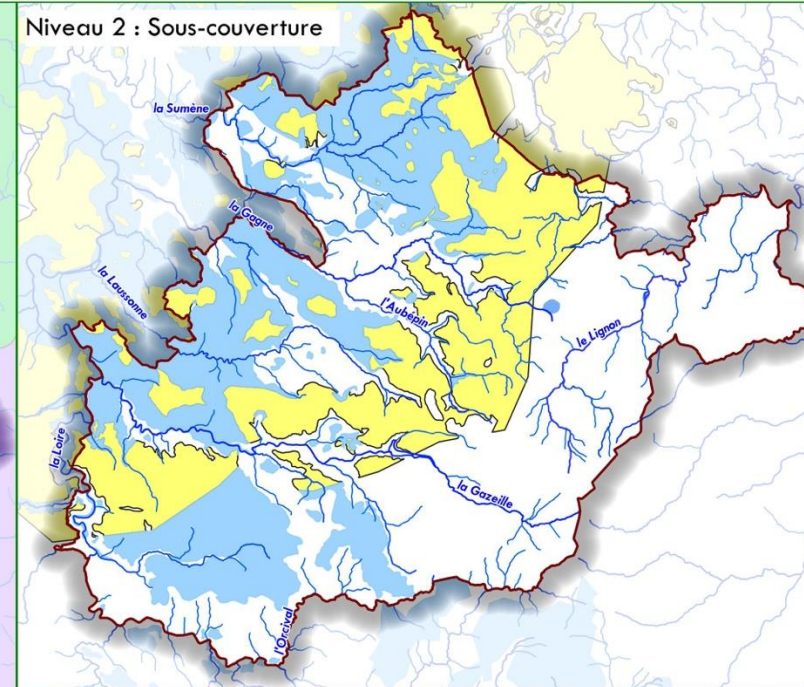 Niveau 2 : Sous-couverture
la Sumène
la Gagne
la Laussonne
l'Aubépin
le Lignon
la Loire
la Gazeille
l'Orcival